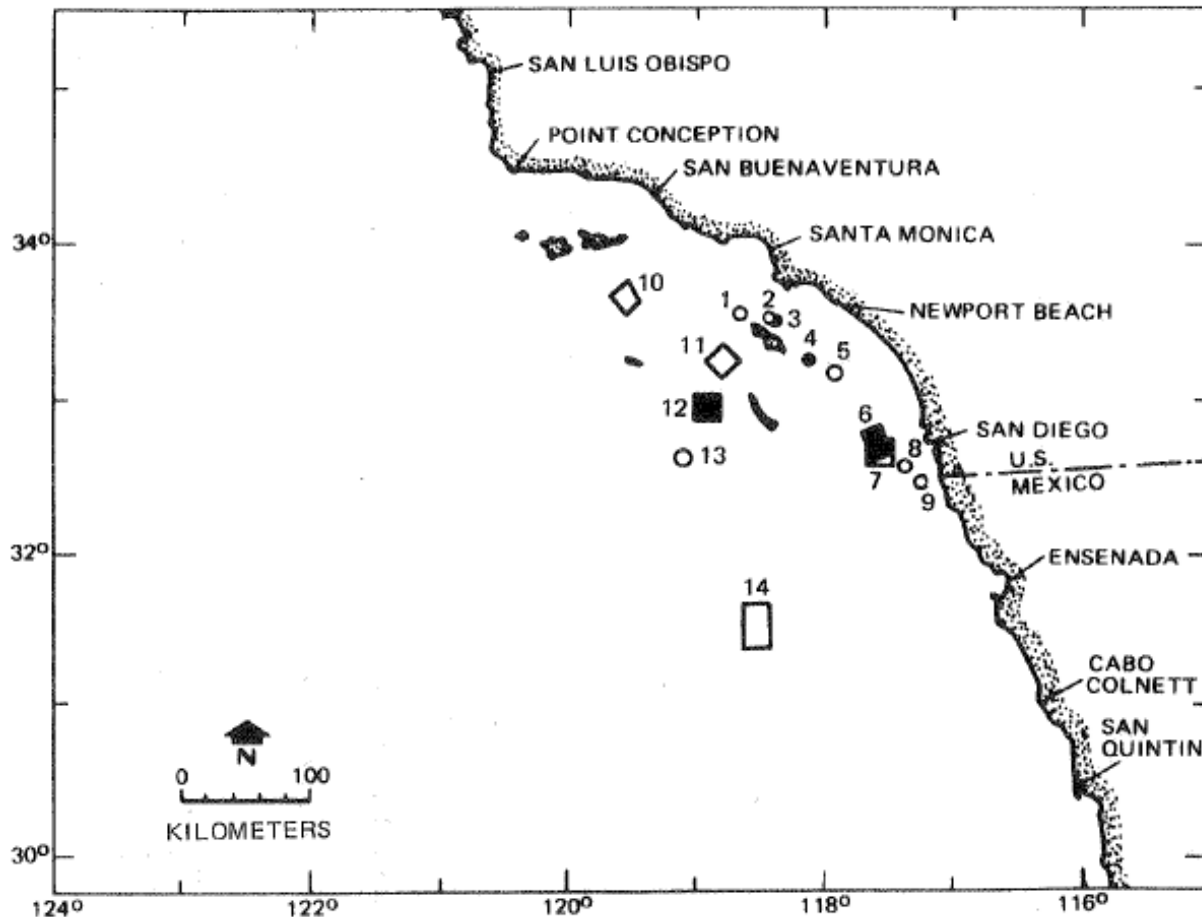 SAN LUIS OBISPO
POINT CONCEPTION
SAN BUENAVENTURA
34°
SANTA MONICA
10
1
2
3
NEWPORT BEACH
11
4
5
12
6
SAN DIEGO
13
7
8
U.S.
9
MEXICO
32°
ENSENADA
14
CABO
COLNETT
SAN
QUINTIN
N
0 100
KILOMETERS
30°
124° 122° 120° 118° 116°